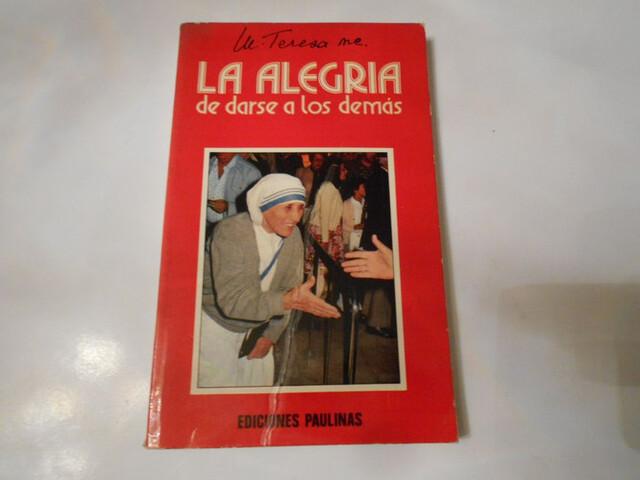 M. Teresa mc.
LA ALEGRIA
de darse a los demás
EDICIONES PAULINAS